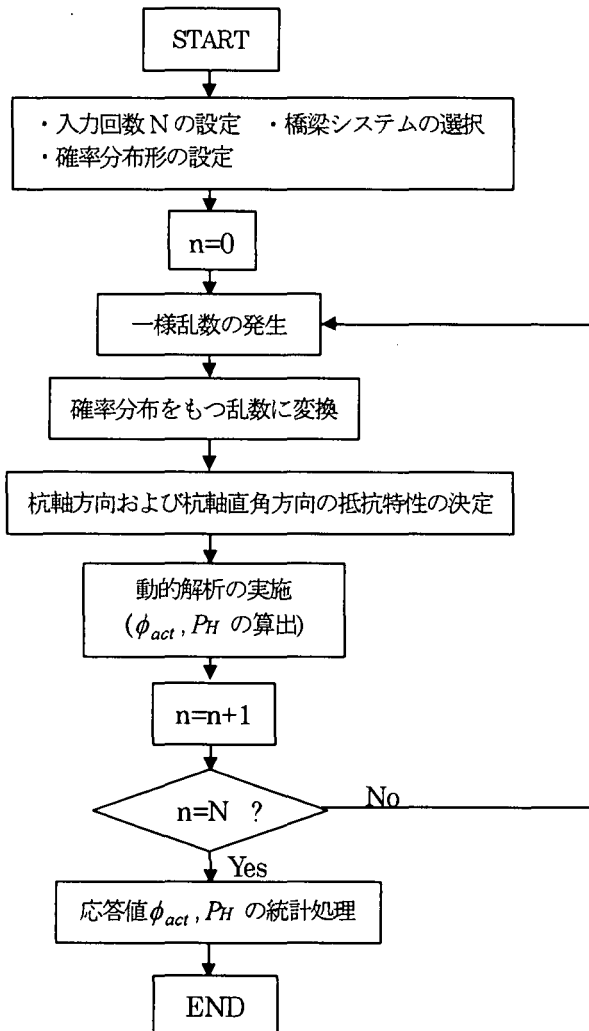 START
・入力回数 N の設定　・橋梁システムの選択
・確率分布形の設定
n=0
一様乱数の発生
確率分布をもつ乱数に変換
杭軸方向および杭軸直角方向の抵抗特性の決定
動的解析の実施
(ϕact , PH の算出)
n=n+1
n=N ?
No
Yes
応答値ϕact , PH の統計処理
END